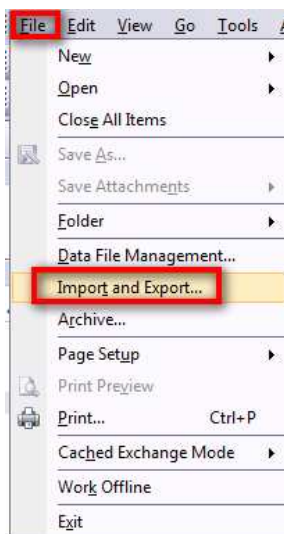 File Edit View Go Tools
New
Open
Close All Items
Save As...
Save Attachments
Folder
Data File Management...
Import and Export...
Archive...
Page Setup
Print Preview
Print... Ctrl+P
Cached Exchange Mode
Work Offline
Exit